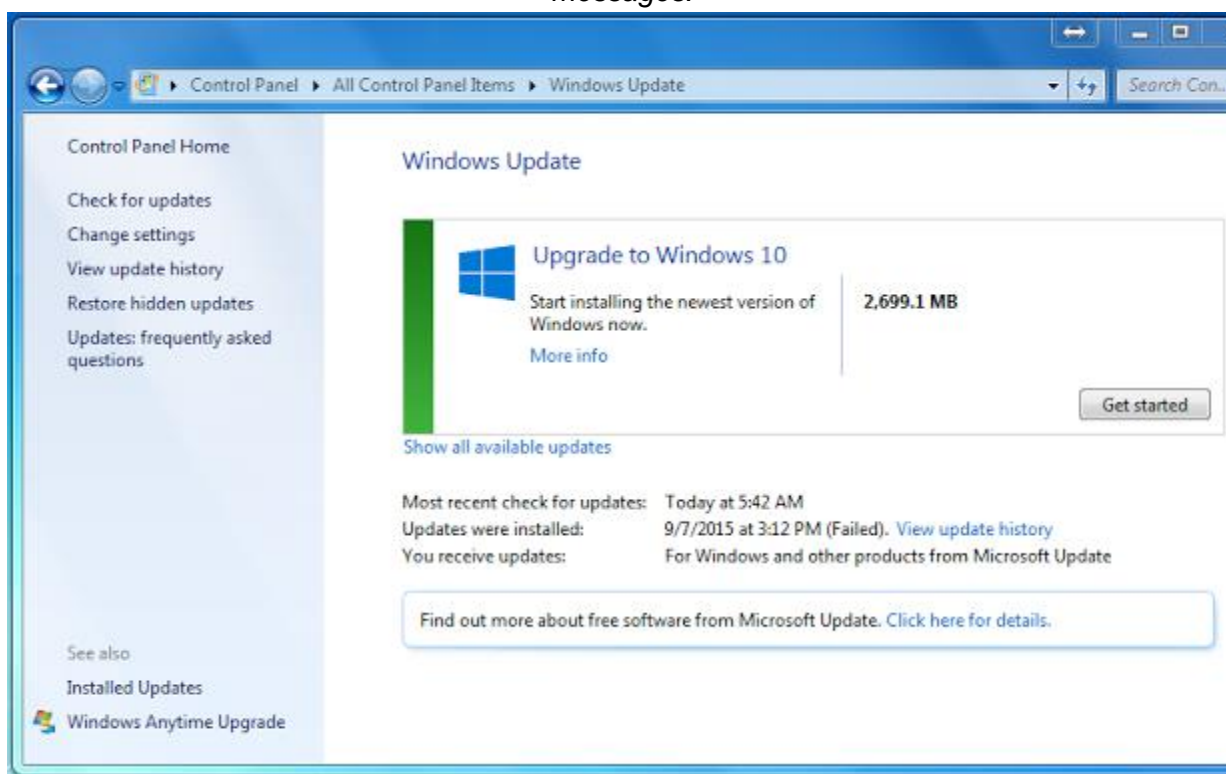 messages.
Control Panel ▸ All Control Panel Items ▸ Windows Update
Search Con...
Control Panel Home
Check for updates
Change settings
View update history
Restore hidden updates
Updates: frequently asked
questions
See also
Installed Updates
Windows Anytime Upgrade
Windows Update
Upgrade to Windows 10
Start installing the newest version of
Windows now.
More info
2,699.1 MB
Get started
Show all available updates
Most recent check for updates: Today at 5:42 AM
Updates were installed: 9/7/2015 at 3:12 PM (Failed). View update history
You receive updates: For Windows and other products from Microsoft Update
Find out more about free software from Microsoft Update. Click here for details.